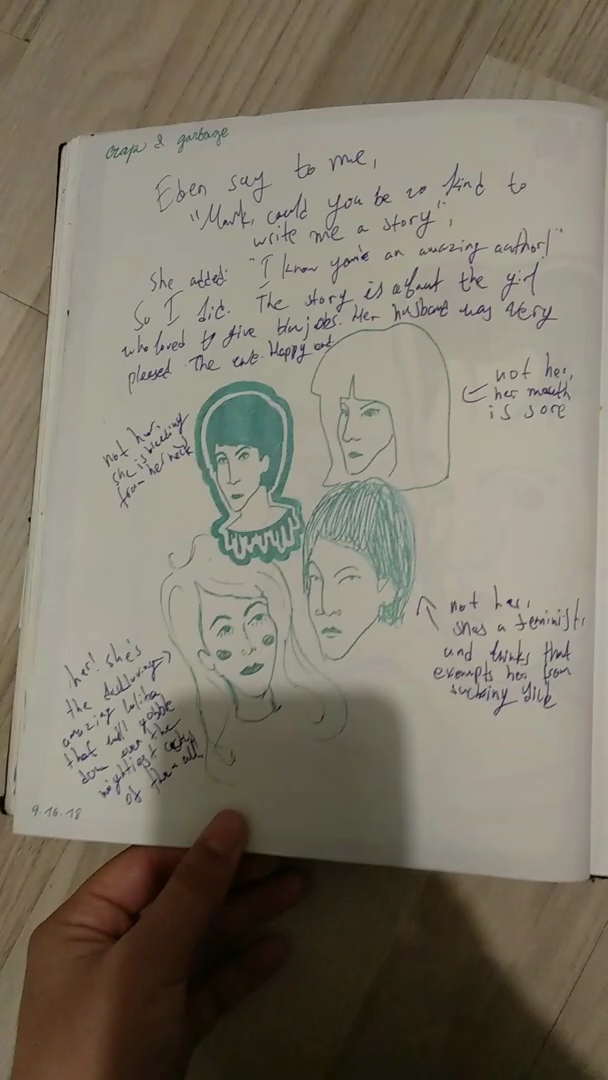 crap & garbage
Eben say to me,
"Mark, could you be so kind to
write me a story",
She added "I know you're an amazing author!"
So I did. The story is about the girl
who loved to give blowjobs. Her husband was very
pleased. The end. Happy end
not her,
her mouth
is sore
not her.
she is bleeding
from her neck
not her,
shes a feminist,
and thinks that
exempts her from
sucking dick
her! she's
the
amazing lolita
that will gobble
down even the
mightiest
of them all
9.16.18